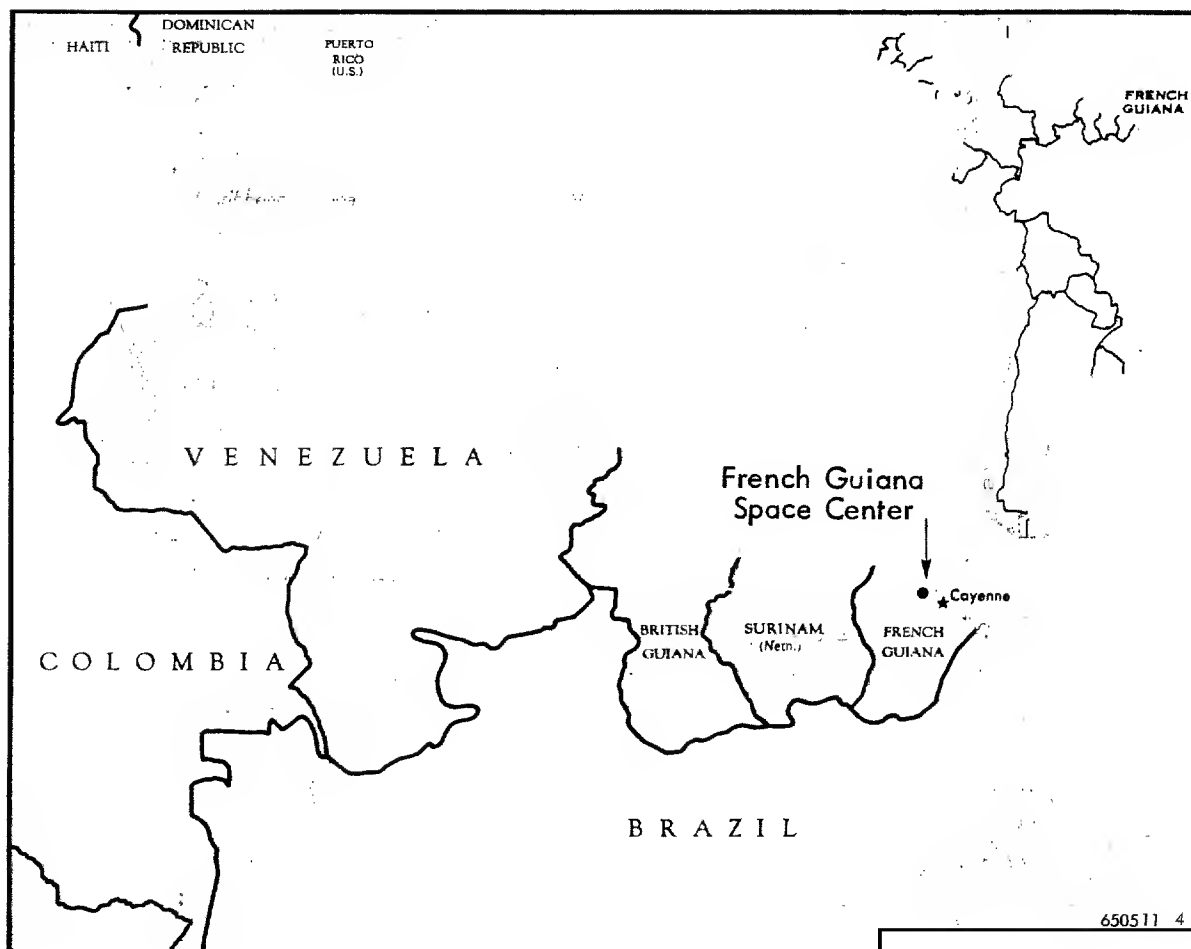 HAITI
DOMINICAN
REPUBLIC
PUERTO
RICO
(U.S.)
FRENCH
GUIANA
VENEZUELA
French Guiana
Space Center
Cayenne
BRITISH
GUIANA
SURINAM
(Neth.)
FRENCH
GUIANA
COLOMBIA
BRAZIL
650511 4